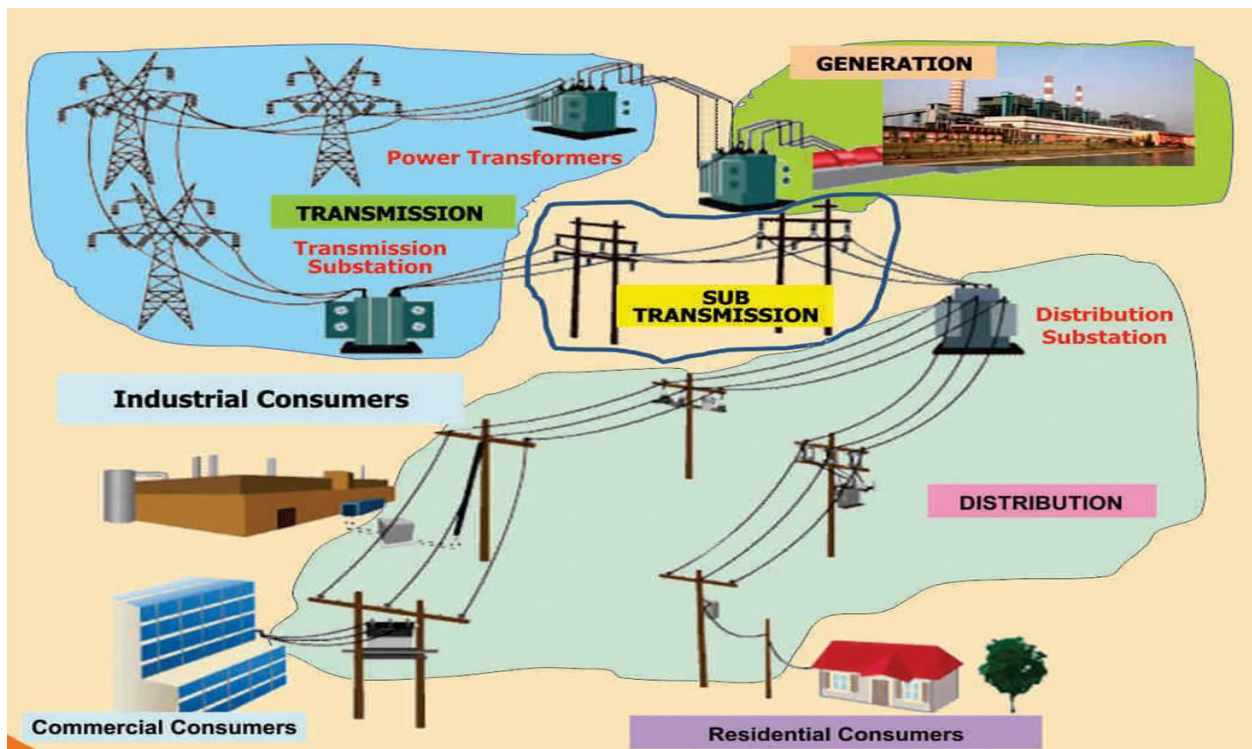 GENERATION
Power Transformers
TRANSMISSION
Transmission
Substation
SUB
TRANSMISSION
Distribution
Substation
Industrial Consumers
DISTRIBUTION
Commercial Consumers
Residential Consumers